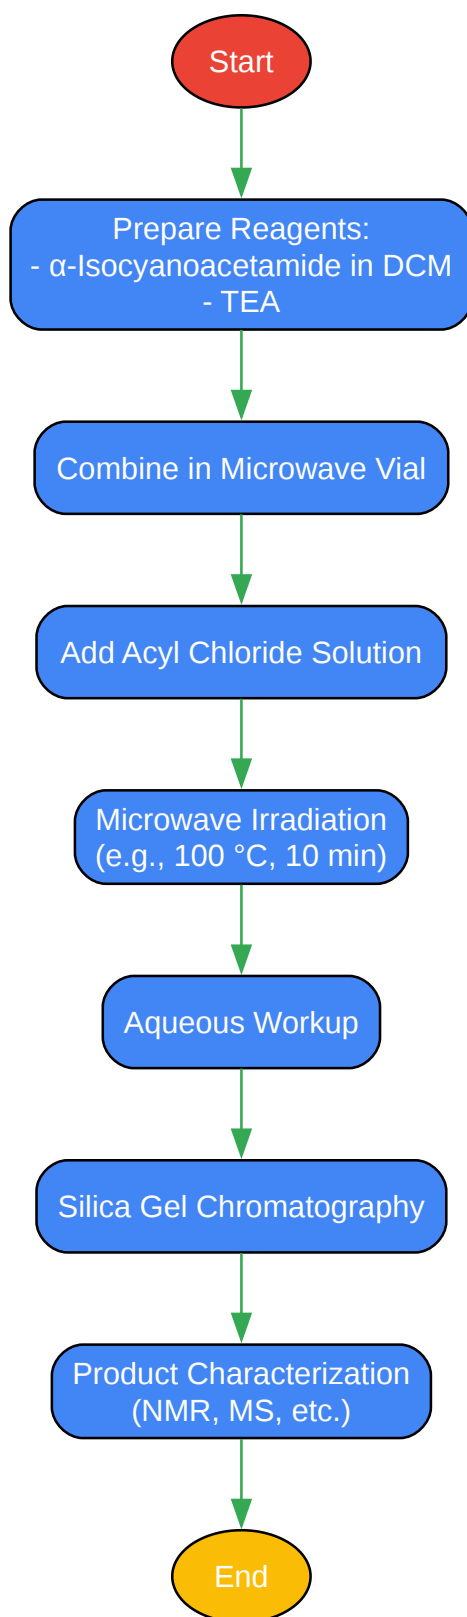 Start
Prepare Reagents:
- α-Isocyanoacetamide in DCM
- TEA
Combine in Microwave Vial
Add Acyl Chloride Solution
Microwave Irradiation
(e.g., 100 °C, 10 min)
Aqueous Workup
Silica Gel Chromatography
Product Characterization
(NMR, MS, etc.)
End